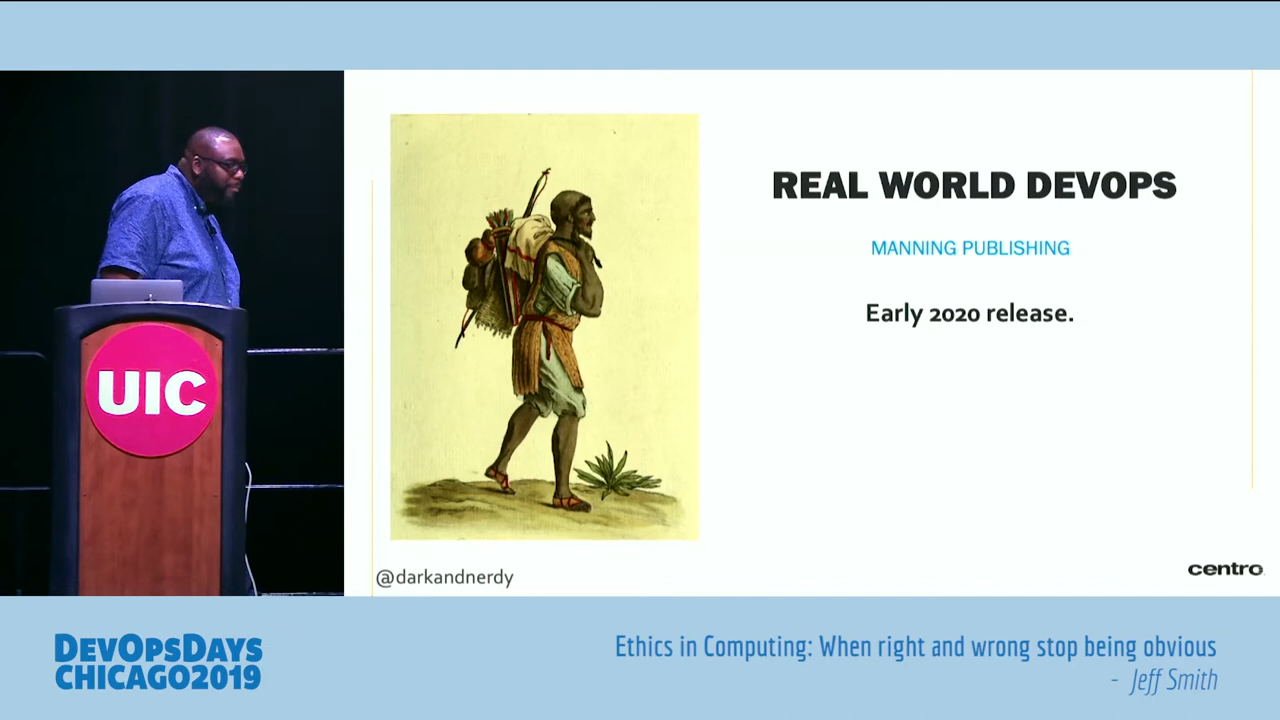 REAL WORLD DEVOPS
MANNING PUBLISHING
Early 2020 release.
UIC
@darkandnerdy
centro
DEVOPSDAYS
CHICAGO2019
Ethics in Computing: When right and wrong stop being obvious
- Jeff Smith